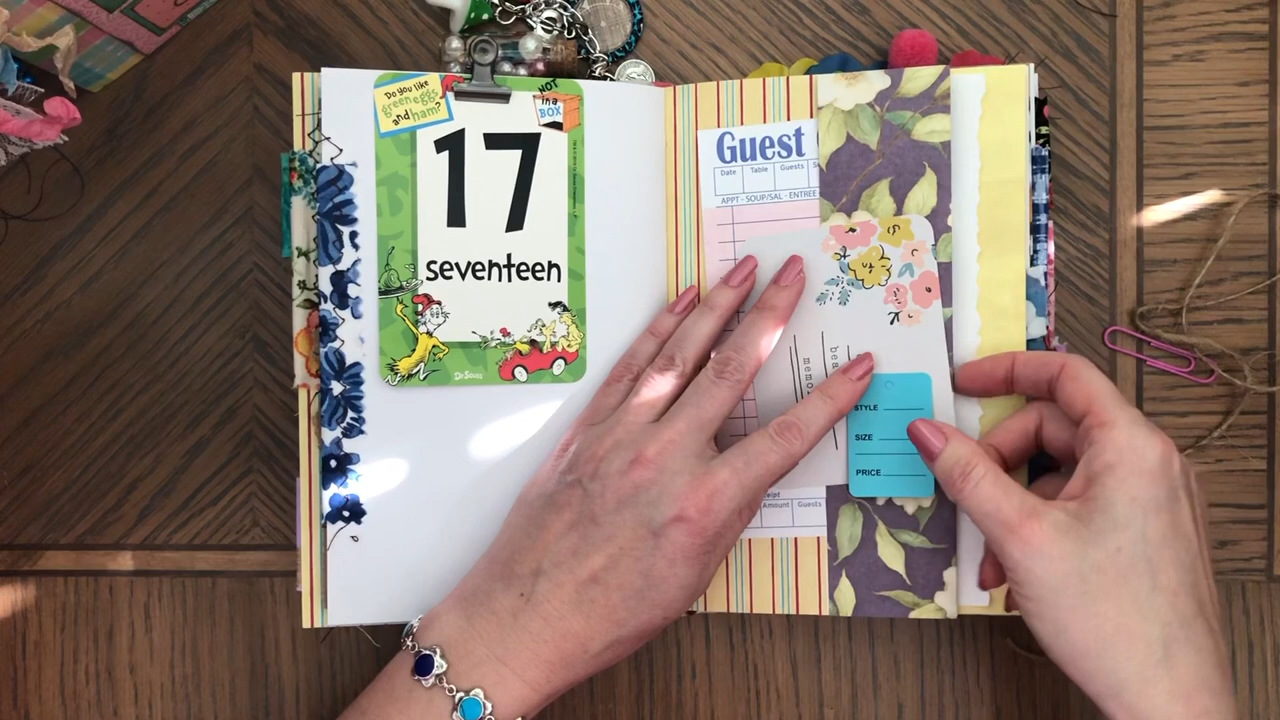 Do you like
green eggs
and ham?
NOT
in a
BOX
17
seventeen
Dr. Seuss
Guest
Date Table Guests
APPT - SOUP/SAL - ENTREE
STYLE
SIZE
PRICE
Amount Guests